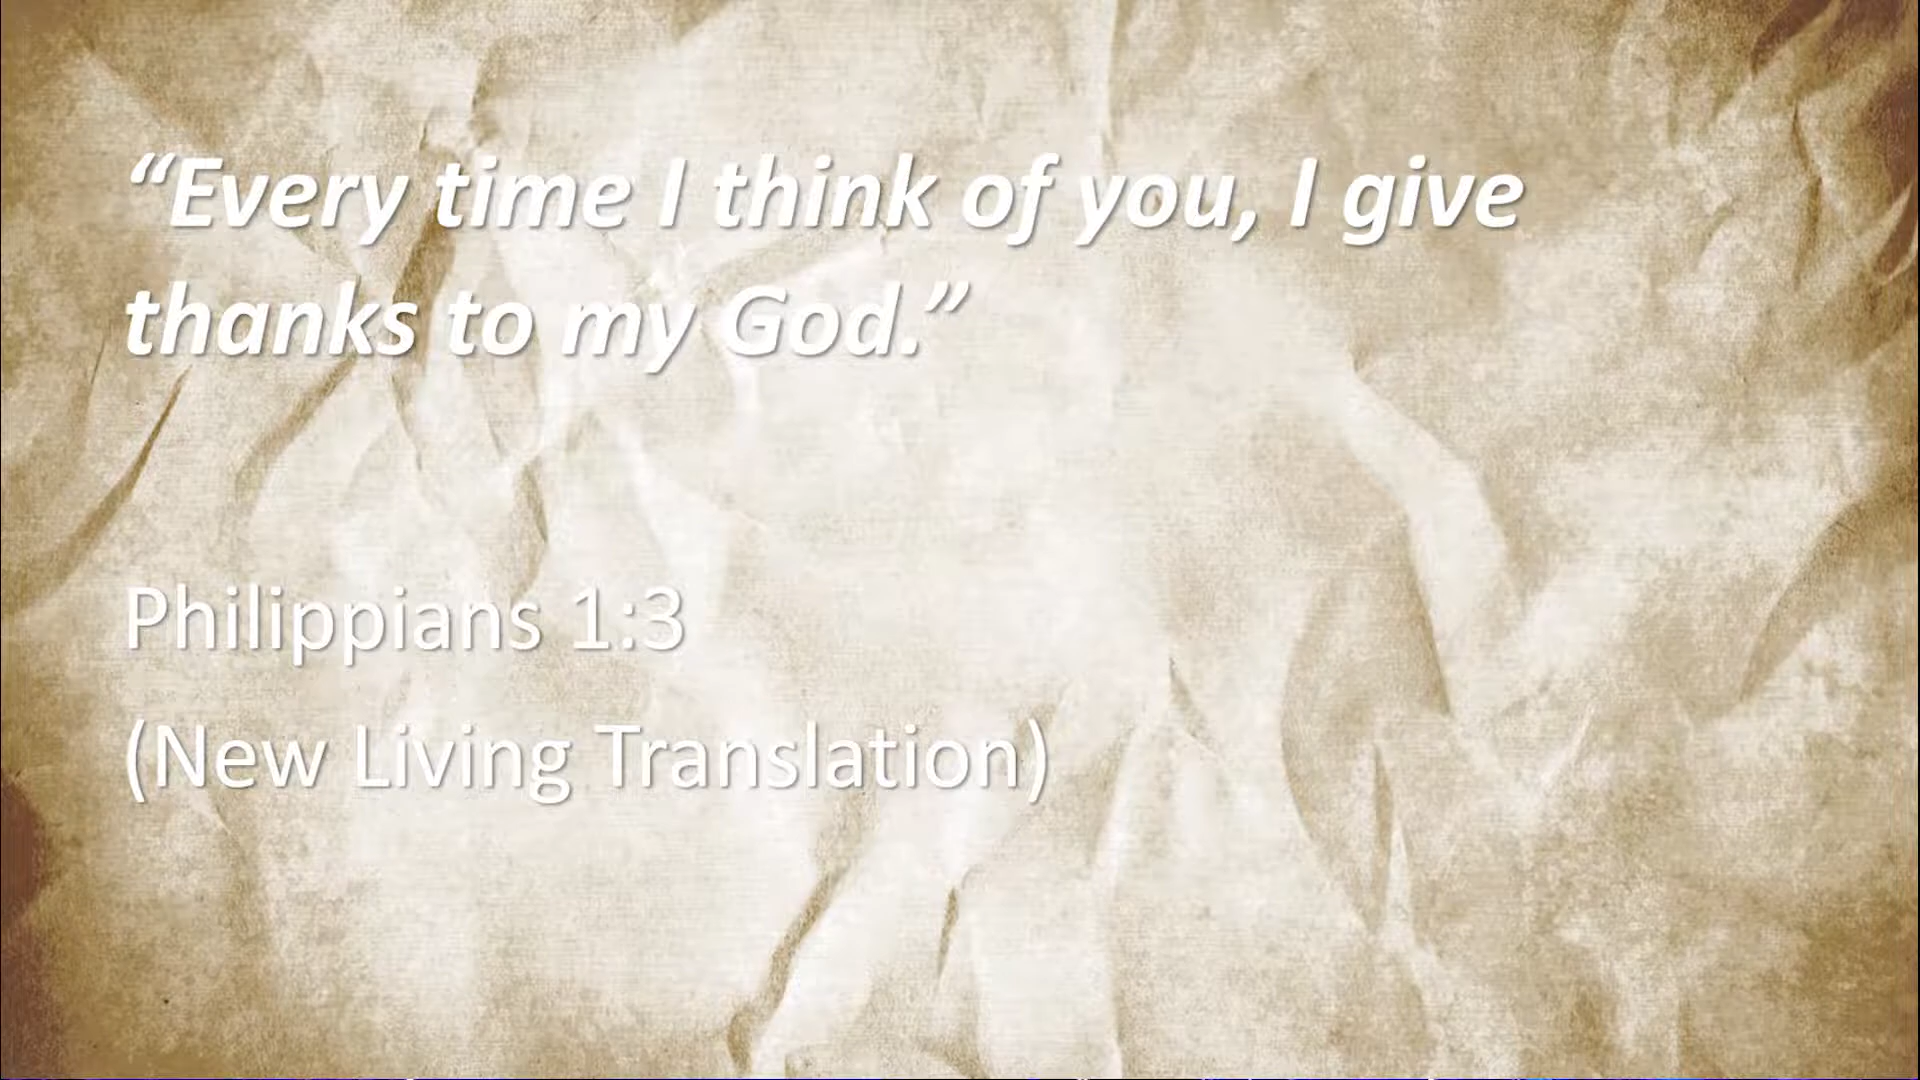 “Every time I think of you, I give
thanks to my God.”
Philippians 1:3
(New Living Translation)